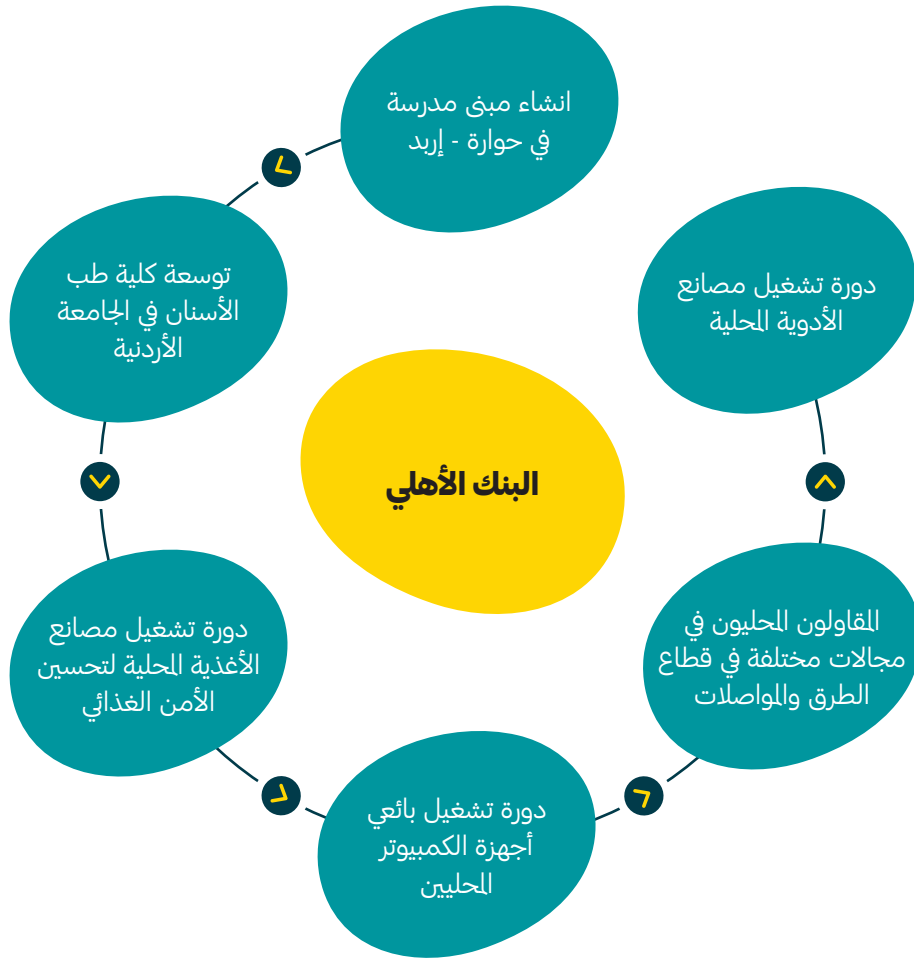 انشاء مبنى مدرسة
في حوارة - إربد
توسعة كلية طب
الأسنان في الجامعة
الأردنية
دورة تشغيل مصانع
الأغذية المحلية لتحسين
الأمن الغذائي
دورة تشغيل بائعي
أجهزة الكمبيوتر
المحليين
المقاولون المحليون في
مجالات مختلفة في قطاع
الطرق والمواصلات
دورة تشغيل مصانع
الأدوية المحلية
البنك الأهلي